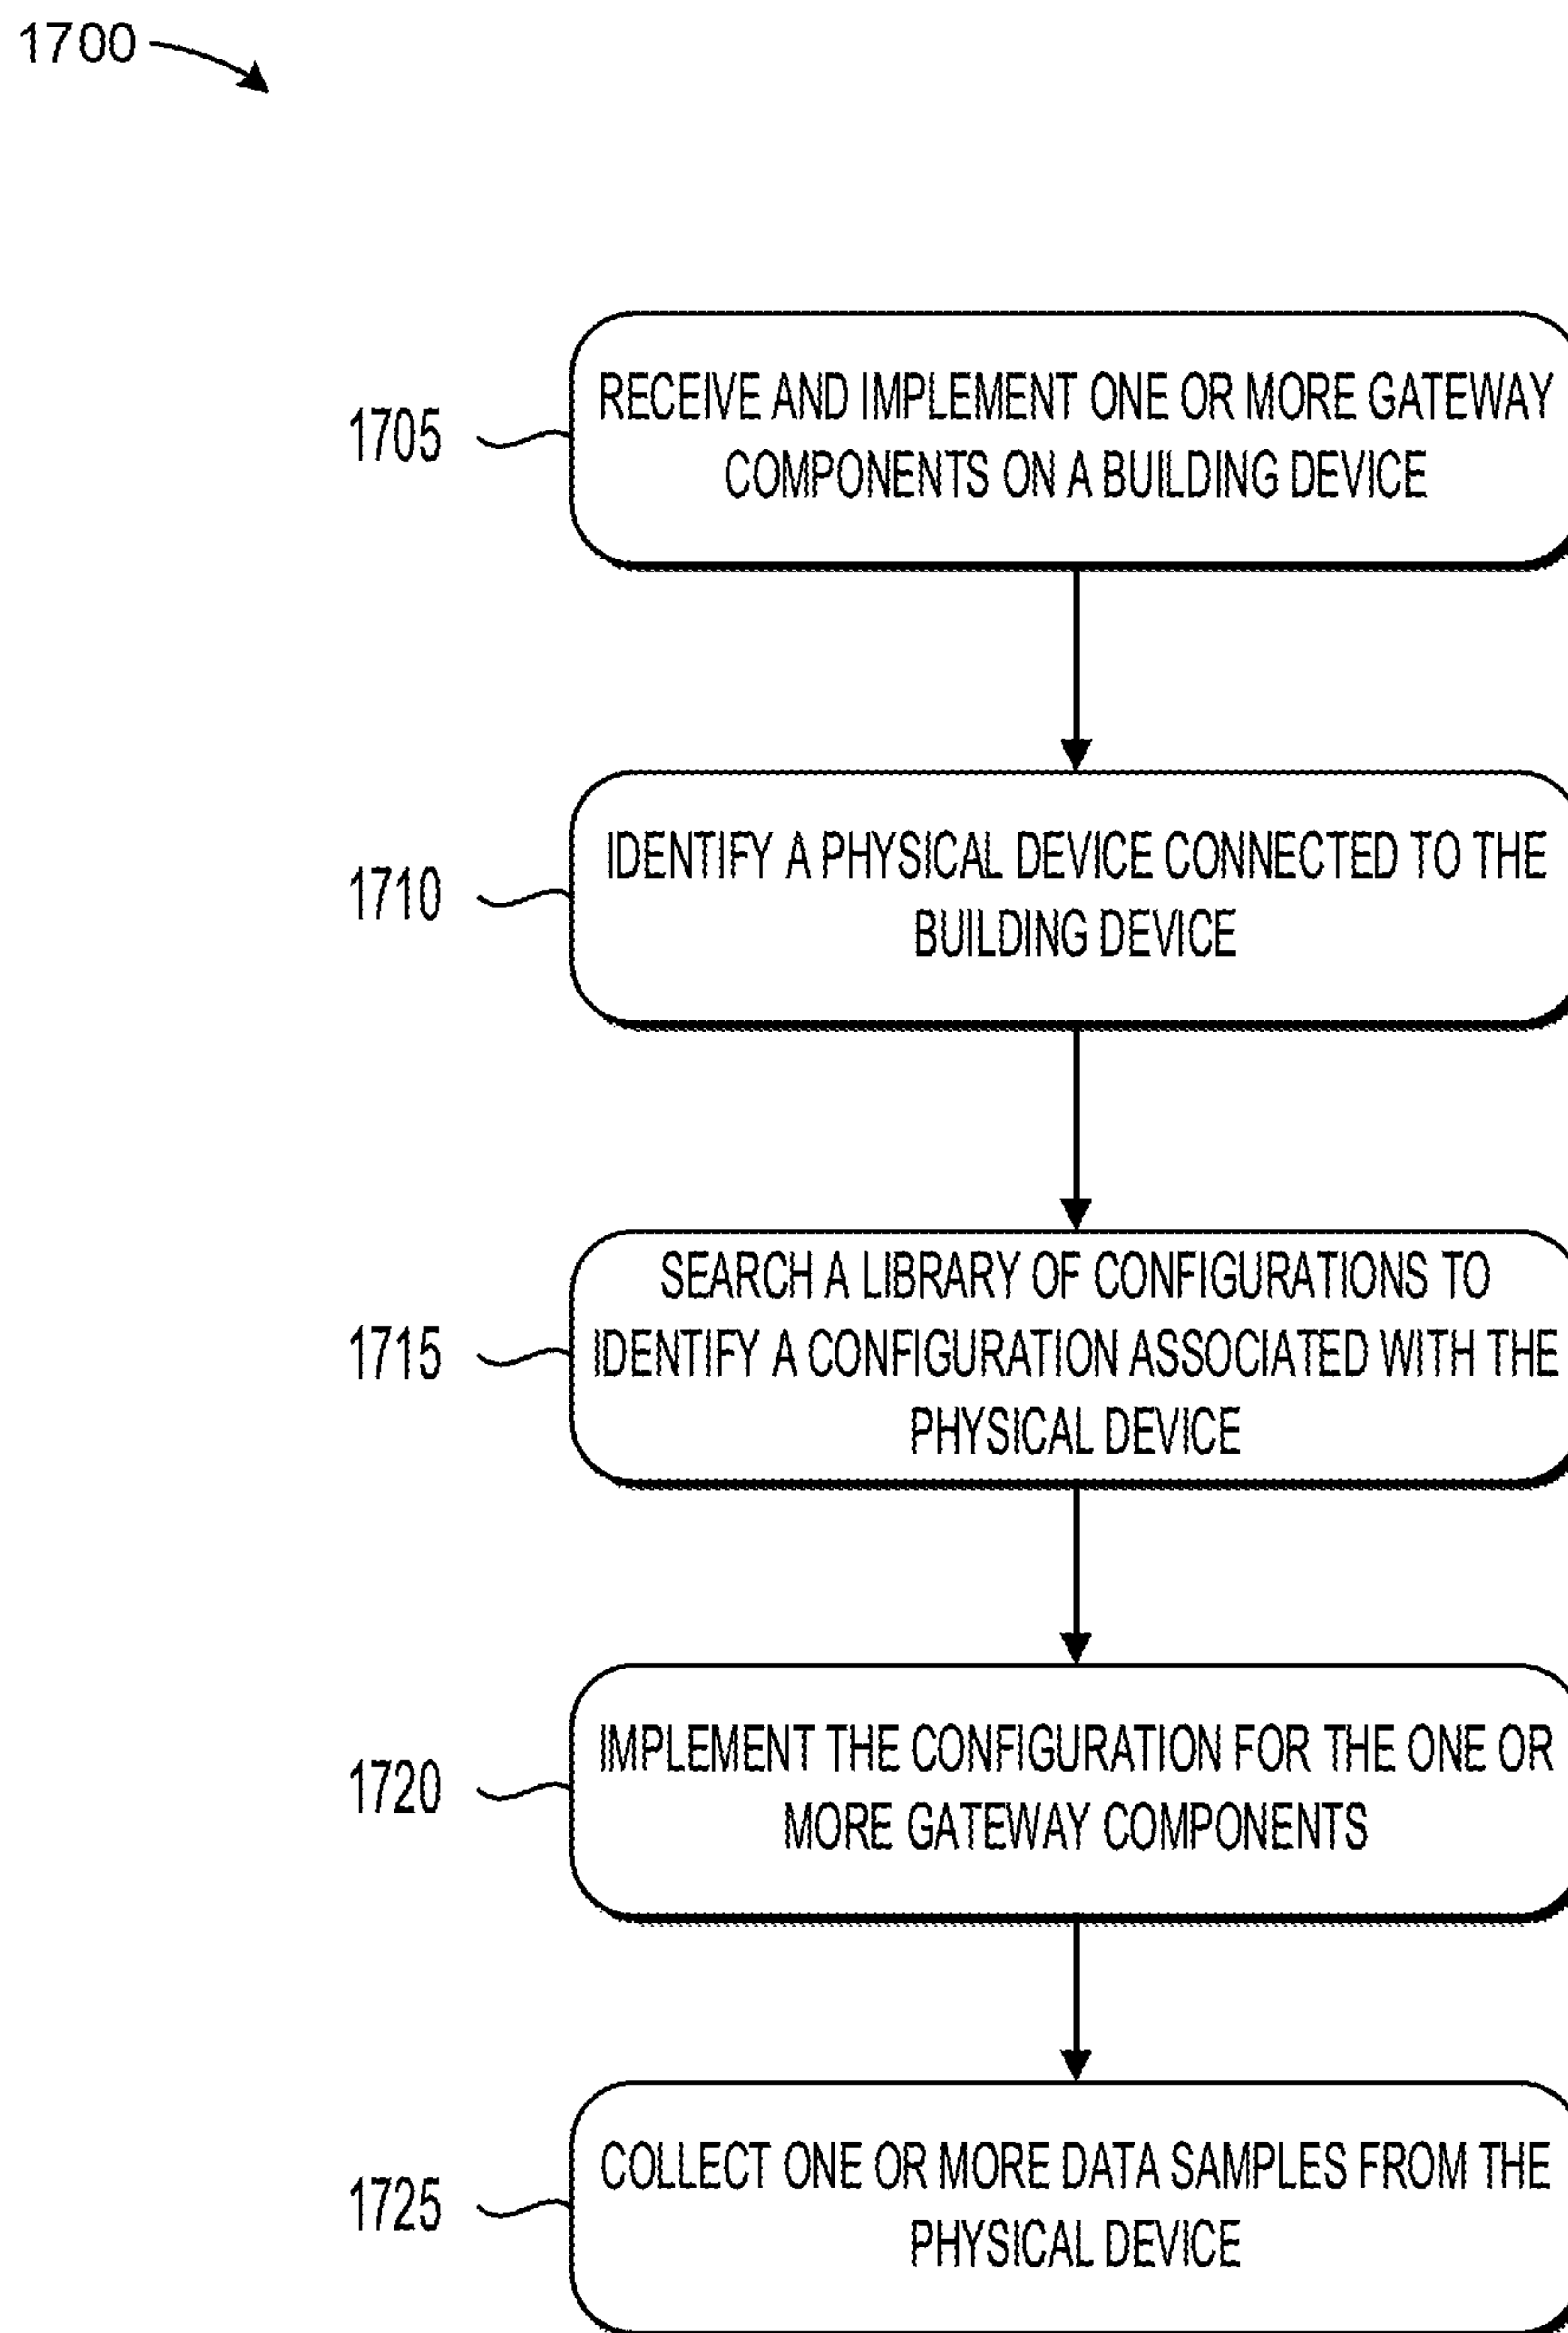 1700
1705
RECEIVE AND IMPLEMENT ONE OR MORE GATEWAY
COMPONENTS ON A BUILDING DEVICE
1710
IDENTIFY A PHYSICAL DEVICE CONNECTED TO THE
BUILDING DEVICE
1715
SEARCH A LIBRARY OF CONFIGURATIONS TO
IDENTIFY A CONFIGURATION ASSOCIATED WITH THE
PHYSICAL DEVICE
1720
IMPLEMENT THE CONFIGURATION FOR THE ONE OR
MORE GATEWAY COMPONENTS
1725
COLLECT ONE OR MORE DATA SAMPLES FROM THE
PHYSICAL DEVICE